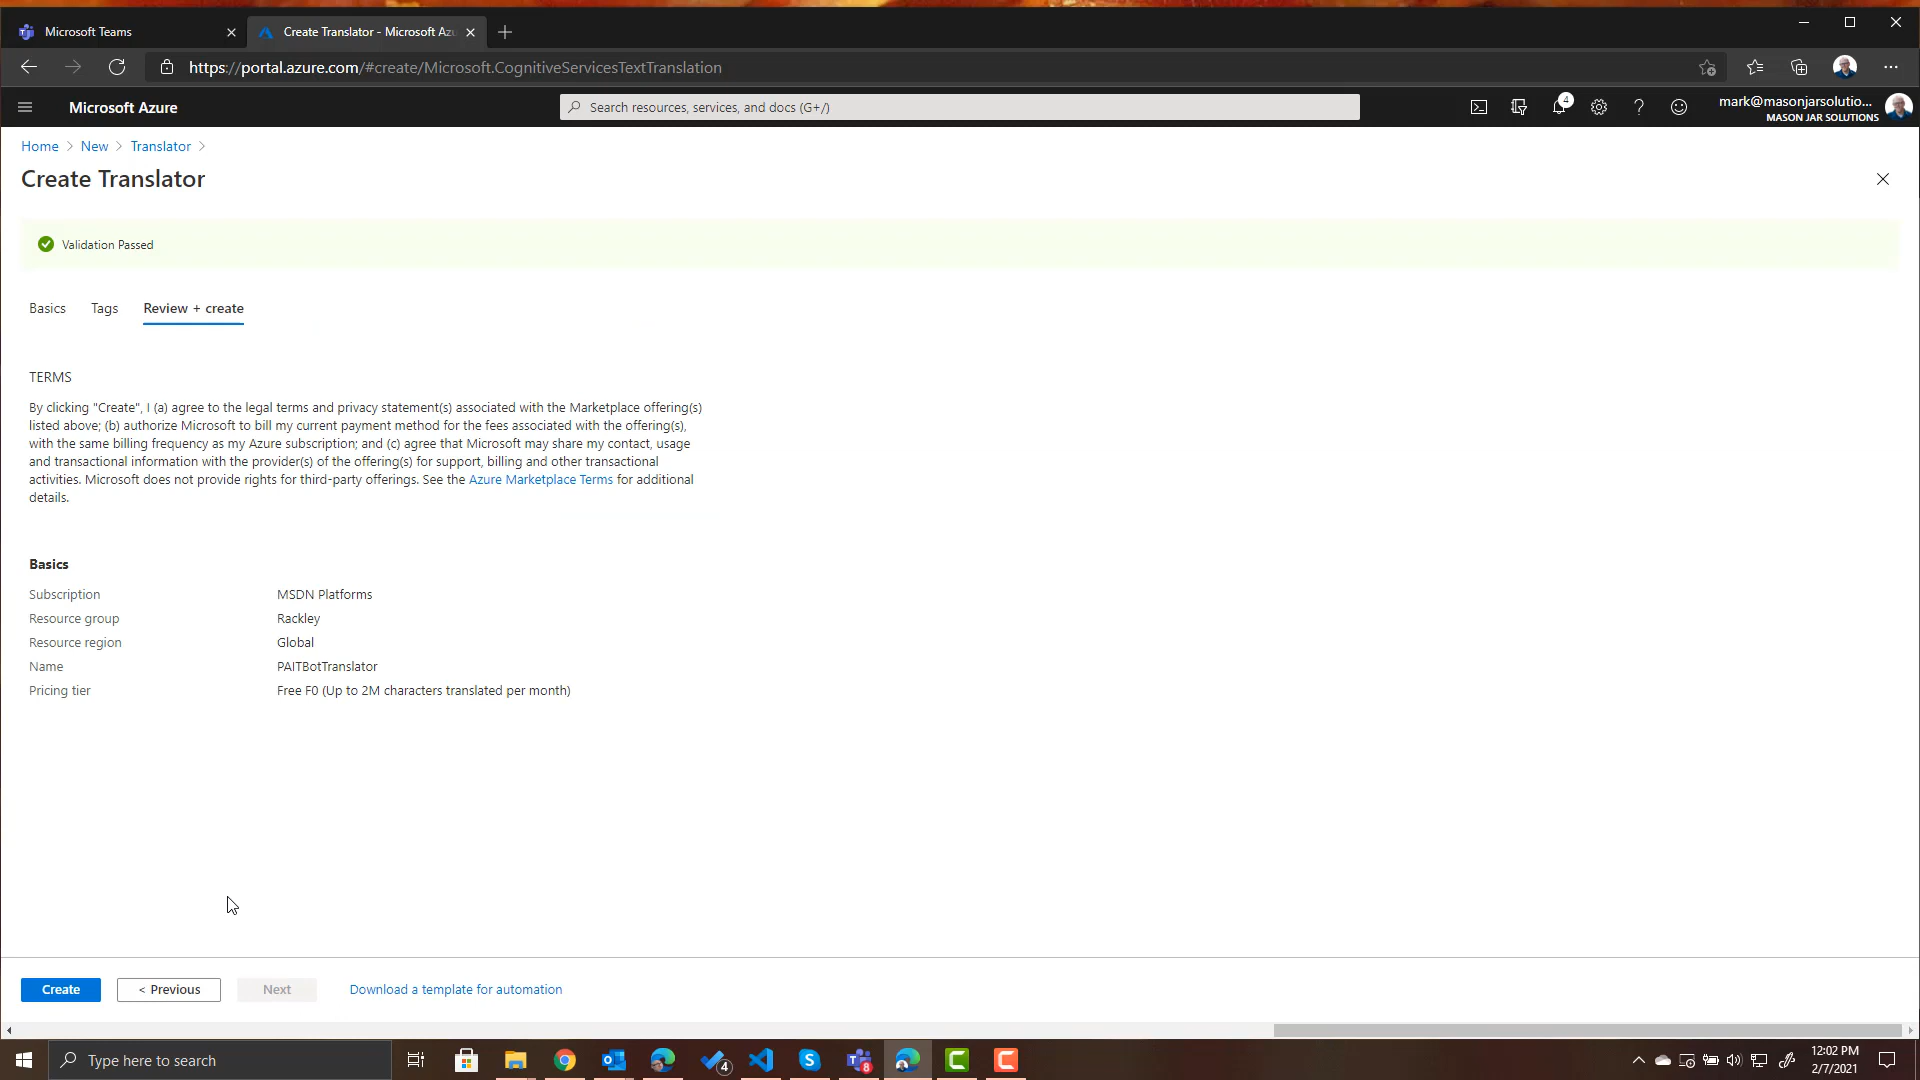 Microsoft Teams
Create Translator - Microsoft Azu
https://portal.azure.com/#create/Microsoft.CognitiveServicesTextTranslation
Microsoft Azure
Search resources, services, and docs (G+/)
4
mark@masonjarsolutio...
MASON JAR SOLUTIONS
Home > New > Translator >
Create Translator
Validation Passed
Basics Tags Review + create
TERMS
By clicking "Create", I (a) agree to the legal terms and privacy statement(s) associated with the Marketplace offering(s)
listed above; (b) authorize Microsoft to bill my current payment method for the fees associated with the offering(s),
with the same billing frequency as my Azure subscription; and (c) agree that Microsoft may share my contact, usage
and transactional information with the provider(s) of the offering(s) for support, billing and other transactional
activities. Microsoft does not provide rights for third-party offerings. See the Azure Marketplace Terms for additional
details.
Basics
Subscription MSDN Platforms
Resource group Rackley
Resource region Global
Name PAITBotTranslator
Pricing tier Free F0 (Up to 2M characters translated per month)
Create < Previous Next Download a template for automation
Type here to search
4
8
12:02 PM
2/7/2021